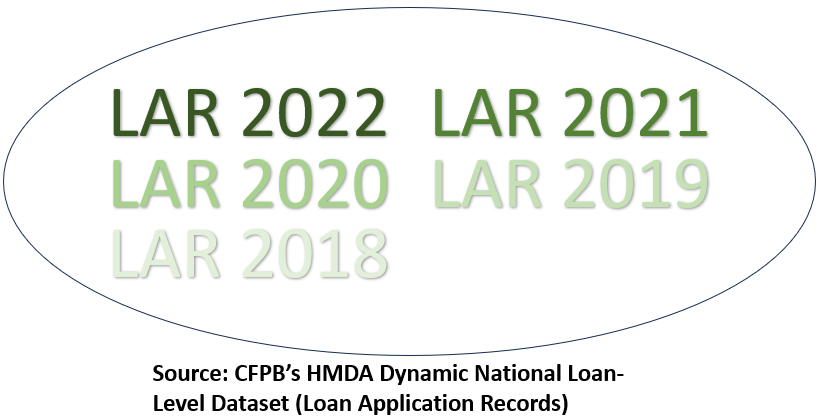 LAR 2022 LAR 2021
LAR 2020 LAR 2019
LAR 2018
Source: CFPB’s HMDA Dynamic National Loan-
Level Dataset (Loan Application Records)